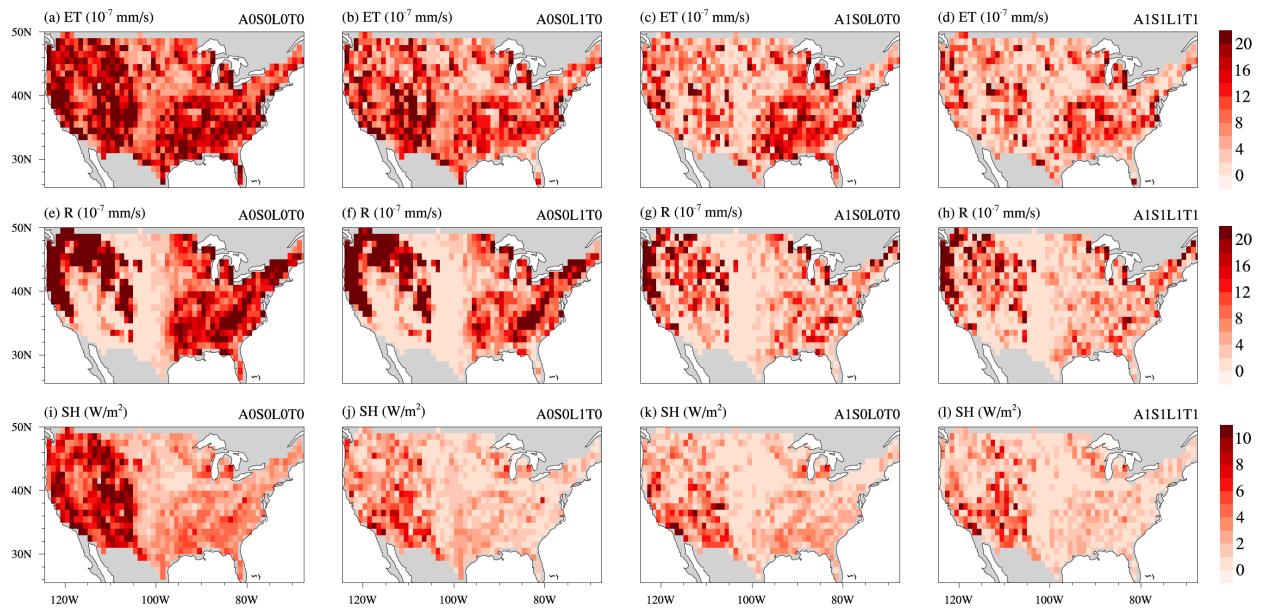 (a) ET (10-7 mm/s) A0S0L0T0 (b) ET (10-7 mm/s) A0S0L1T0 (c) ET (10-7 mm/s) A1S0L0T0 (d) ET (10-7 mm/s) A1S1L1T1
50N
40N
30N
20
16
12
8
4
0
(e) R (10-7 mm/s) A0S0L0T0 (f) R (10-7 mm/s) A0S0L1T0 (g) R (10-7 mm/s) A1S0L0T0 (h) R (10-7 mm/s) A1S1L1T1
50N
40N
30N
20
16
12
8
4
0
(i) SH (W/m2) A0S0L0T0 (j) SH (W/m2) A0S0L1T0 (k) SH (W/m2) A1S0L0T0 (l) SH (W/m2) A1S1L1T1
50N
40N
30N
10
8
6
4
2
0
120W 100W 80W 120W 100W 80W 120W 100W 80W 120W 100W 80W